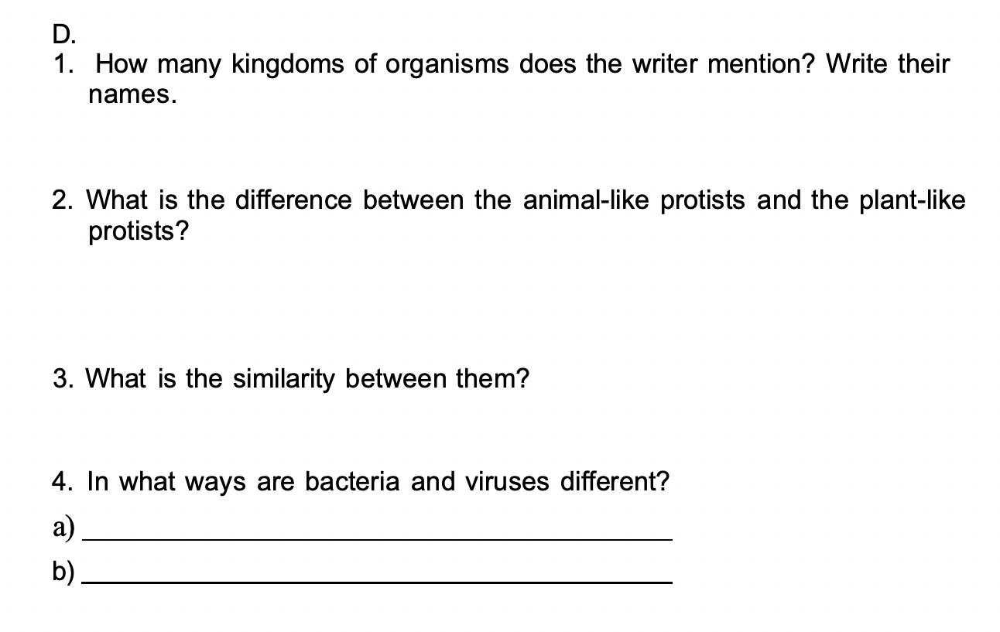 D.
1. How many kingdoms of organisms does the writer mention? Write their
names.
2. What is the difference between the animal-like protists and the plant-like
protists?
3. What is the similarity between them?
4. In what ways are bacteria and viruses different?
a)
b)